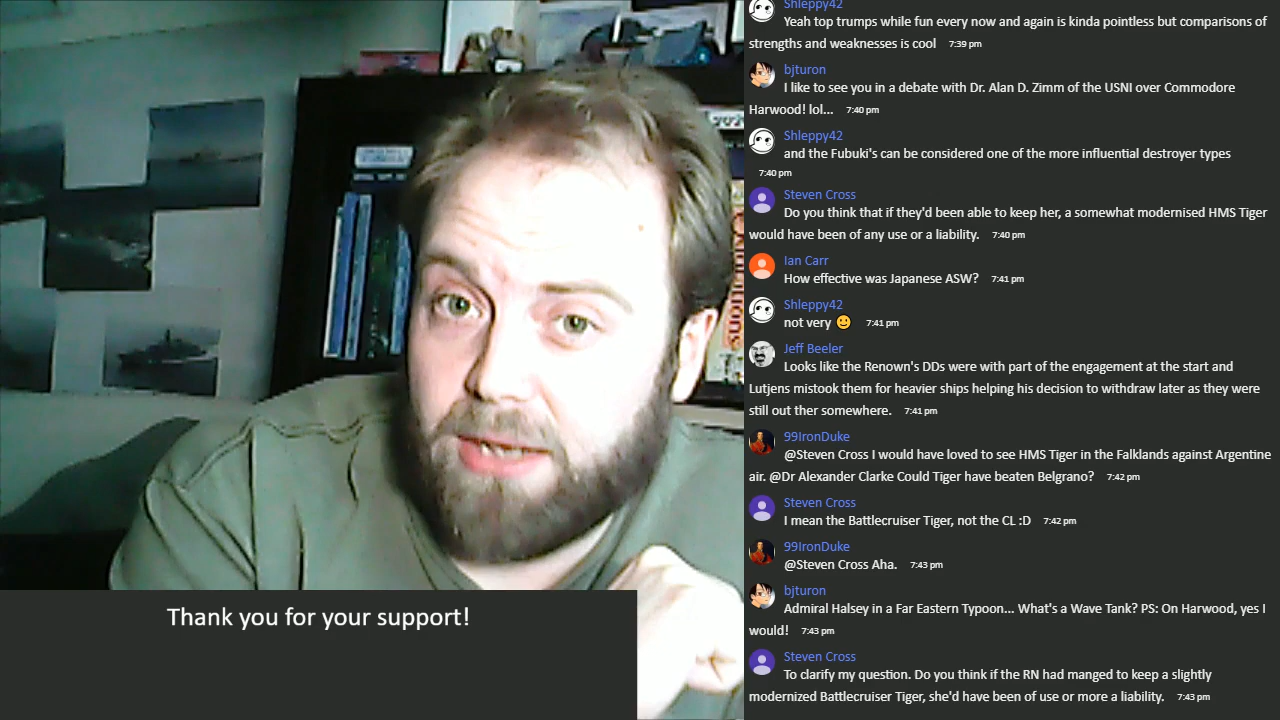 Shleppy42
Yeah top trumps while fun every now and again is kinda pointless but comparisons of
strengths and weaknesses is cool 7:39 pm
bjturon
I like to see you in a debate with Dr. Alan D. Zimm of the USNI over Commodore
Harwood! lol... 7:40 pm
Shleppy42
and the Fubuki's can be considered one of the more influential destroyer types
7:40 pm
Steven Cross
Do you think that if they'd been able to keep her, a somewhat modernised HMS Tiger
would have been of any use or a liability. 7:40 pm
Ian Carr
How effective was Japanese ASW? 7:41 pm
Shleppy42
not very 🙂 7:41 pm
Jeff Beeler
Looks like the Renown's DDs were with part of the engagement at the start and
Lutjens mistook them for heavier ships helping his decision to withdraw later as they were
still out ther somewhere. 7:41 pm
99IronDuke
@Steven Cross I would have loved to see HMS Tiger in the Falklands against Argentine
air. @Dr Alexander Clarke Could Tiger have beaten Belgrano? 7:42 pm
Steven Cross
I mean the Battlecruiser Tiger, not the CL :D 7:42 pm
99IronDuke
@Steven Cross Aha. 7:43 pm
bjturon
Admiral Halsey in a Far Eastern Typoon... What's a Wave Tank? PS: On Harwood, yes I
would! 7:43 pm
Steven Cross
To clarify my question. Do you think if the RN had manged to keep a slightly
modernized Battlecruiser Tiger, she'd have been of use or more a liability. 7:43 pm
Thank you for your support!